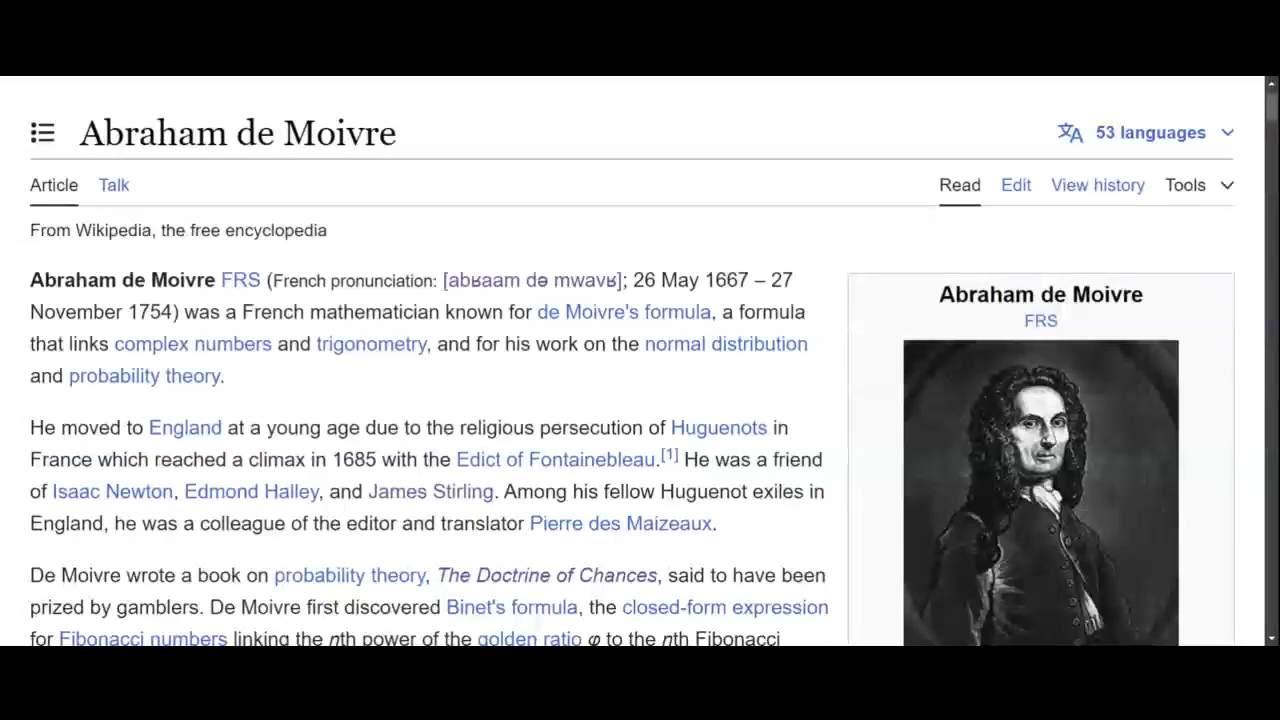 Abraham de Moivre
53 languages
Article Talk
Read Edit View history Tools
From Wikipedia, the free encyclopedia
Abraham de Moivre FRS (French pronunciation: [abʁaam də mwavʁ]; 26 May 1667 – 27
November 1754) was a French mathematician known for de Moivre's formula, a formula
that links complex numbers and trigonometry, and for his work on the normal distribution
and probability theory.
He moved to England at a young age due to the religious persecution of Huguenots in
France which reached a climax in 1685 with the Edict of Fontainebleau.[1] He was a friend
of Isaac Newton, Edmond Halley, and James Stirling. Among his fellow Huguenot exiles in
England, he was a colleague of the editor and translator Pierre des Maizeaux.
De Moivre wrote a book on probability theory, The Doctrine of Chances, said to have been
prized by gamblers. De Moivre first discovered Binet's formula, the closed-form expression
for Fibonacci numbers linking the nth power of the golden ratio φ to the nth Fibonacci
Abraham de Moivre
FRS